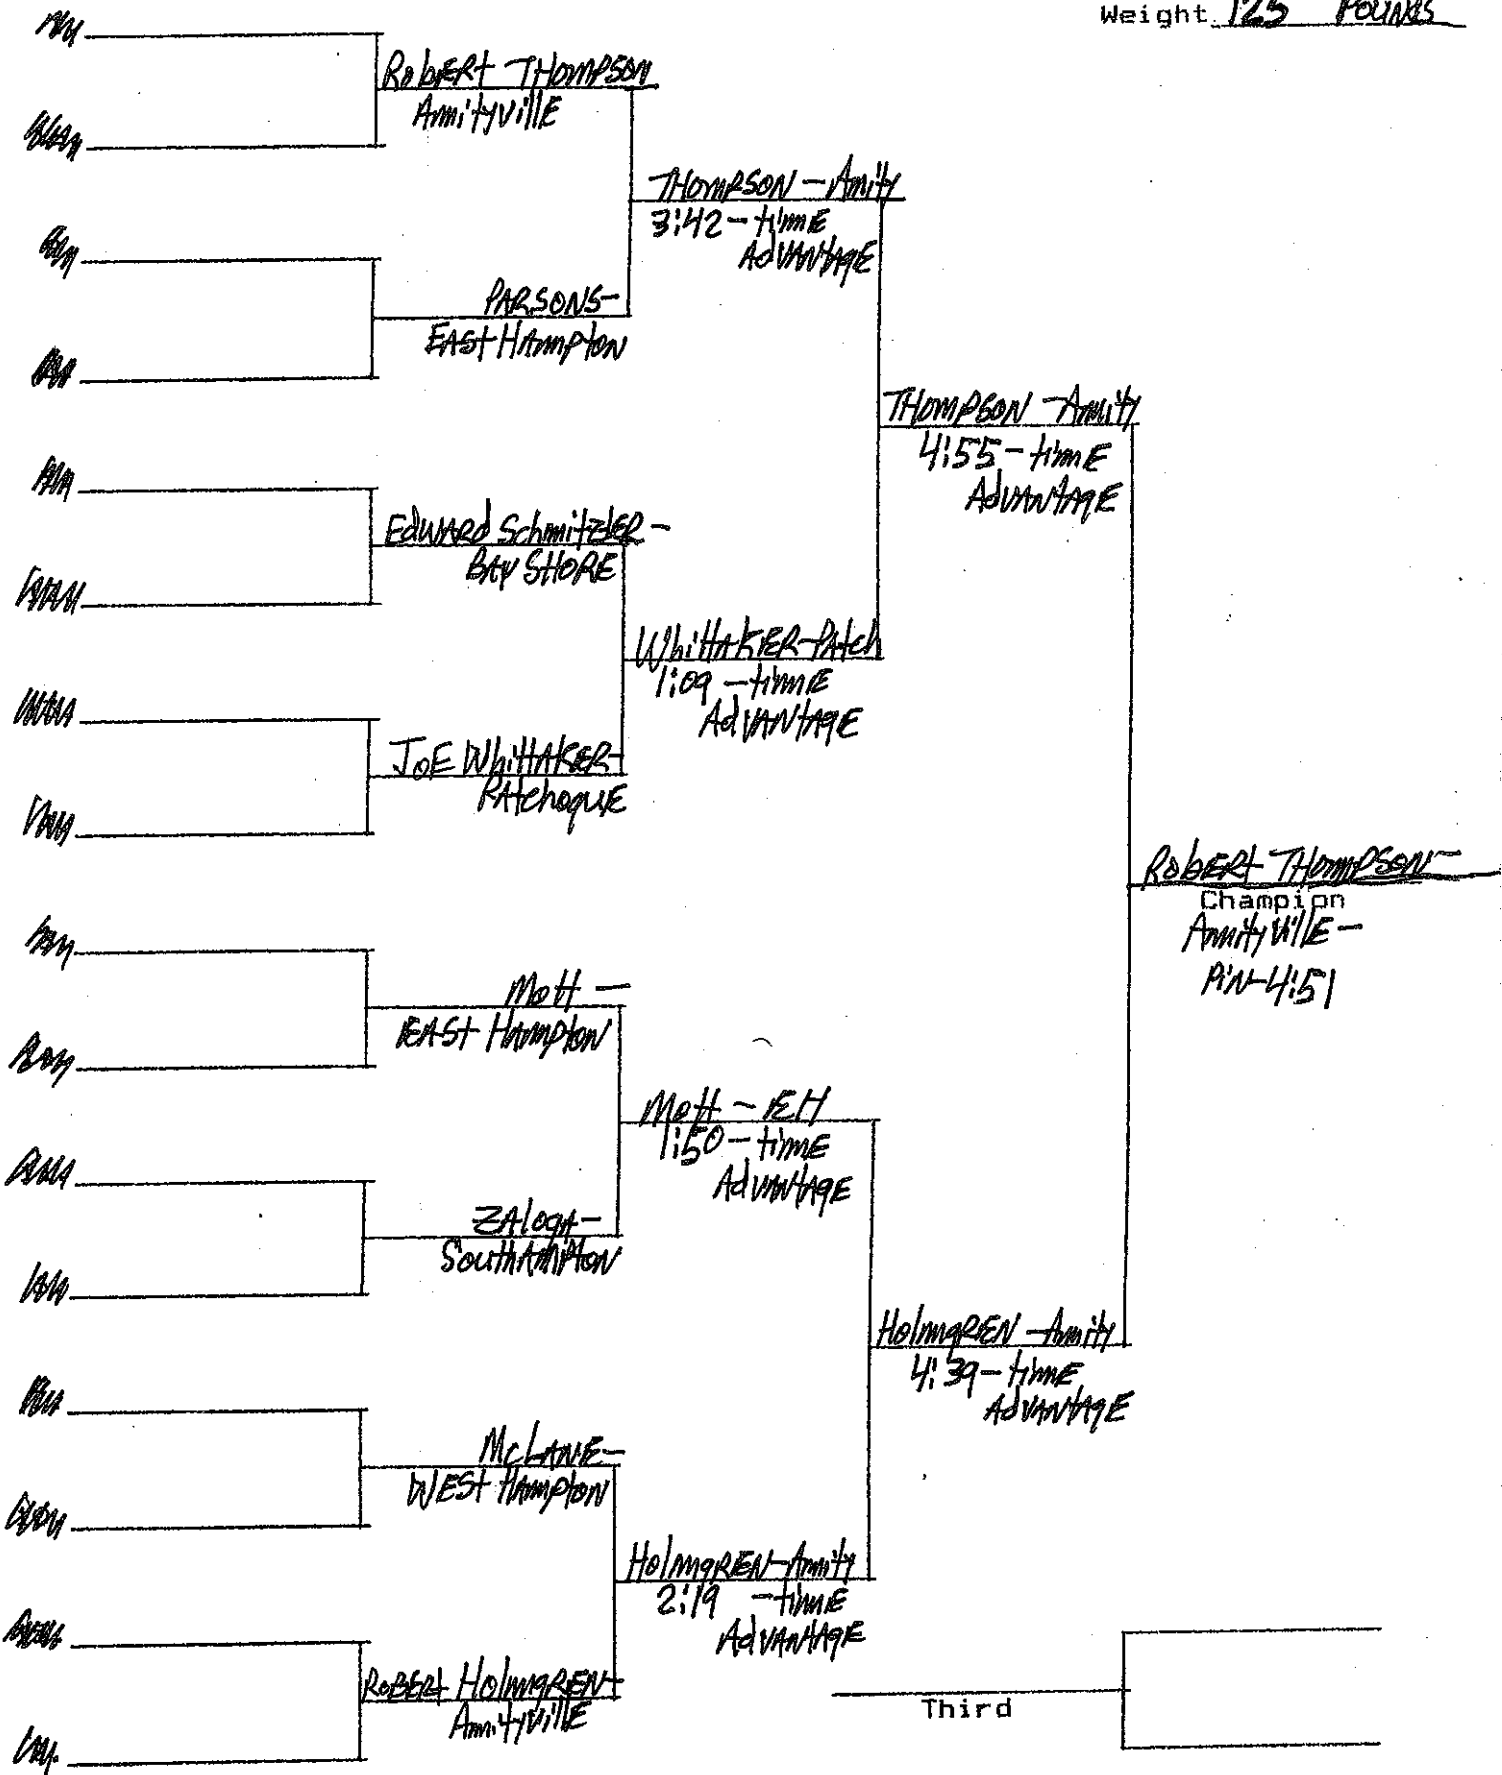 Weight 125 POUNDS
RobERt THOMPSON
AmityvillE
THOMPSON - Amity
3:42 - timE
AdVANtAgE
PARSONS-
EASt HAmptoN
THOMPSON - Amity
4:55 - timE
AdVANtAgE
EdWARd SchmitzlER -
BAy SHORE
WhittAKER-PAtch
1:09 - timE
AdVANtAgE
JOE WhittAKER-
PAtchoguE
RobERt THOMPSON-
Champion
AmityvillE -
PiN-4:51
Mott -
EASt HAmptoN
Mott - EH
1:50 - timE
AdVANtAgE
ZAlogA-
SouthAmptoN
HolmgREN - Amity
4:39 - timE
AdVANtAgE
McLANE-
WESt HAmptoN
HolmgREN-Amity
2:19 - timE
AdVANtAgE
RobERt HolmgREN-
AmityvillE
Third